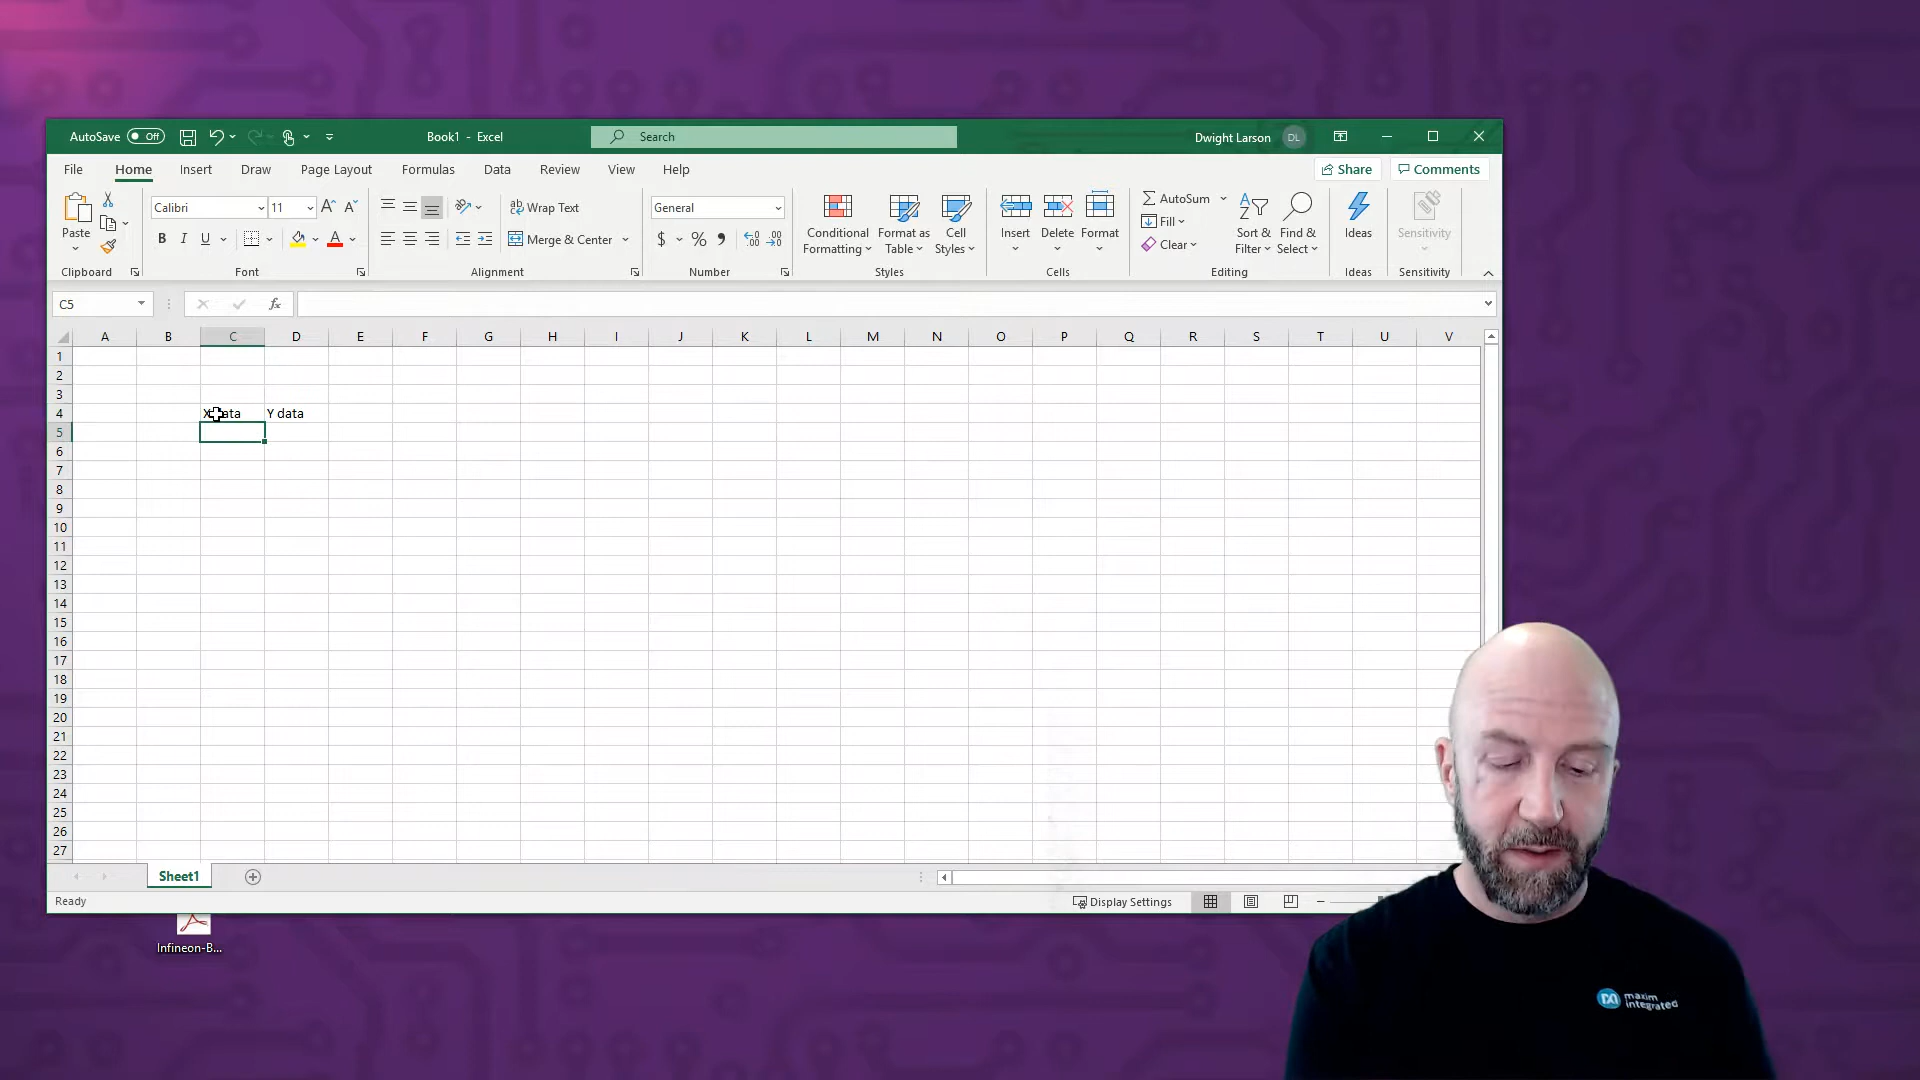 AutoSave Off Book1 - Excel Search Dwight Larson DL
File Home Insert Draw Page Layout Formulas Data Review View Help Share Comments
Paste
Clipboard
Calibri 11
B I U
Font
Wrap Text
Merge & Center
Alignment
General
$ %
Number
Conditional Formatting
Format as Table
Cell Styles
Styles
Insert Delete Format
Cells
AutoSum
Fill
Clear
Sort & Filter
Find & Select
Editing
Ideas
Ideas
Sensitivity
Sensitivity
C5 fx
A B C D E F G H I J K L M N O P Q R S T U V
1
2
3
4 X data Y data
5
6
7
8
9
10
11
12
13
14
15
16
17
18
19
20
21
22
23
24
25
26
27
Sheet1
Ready Display Settings
Infineon-B...
maxim
integrated